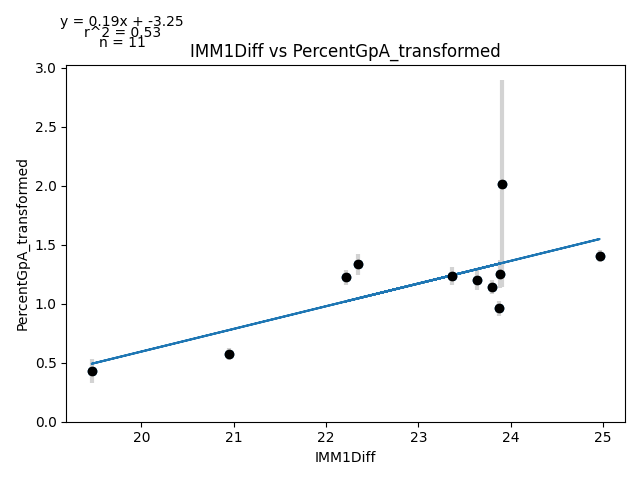 y = 0.19x + -3.25
r^2 = 0.53
n = 11
IMM1Diff vs PercentGpA_transformed
3.0
2.5
2.0
1.5
1.0
0.5
0.0
PercentGpA_transformed
20 21 22 23 24 25
IMM1Diff